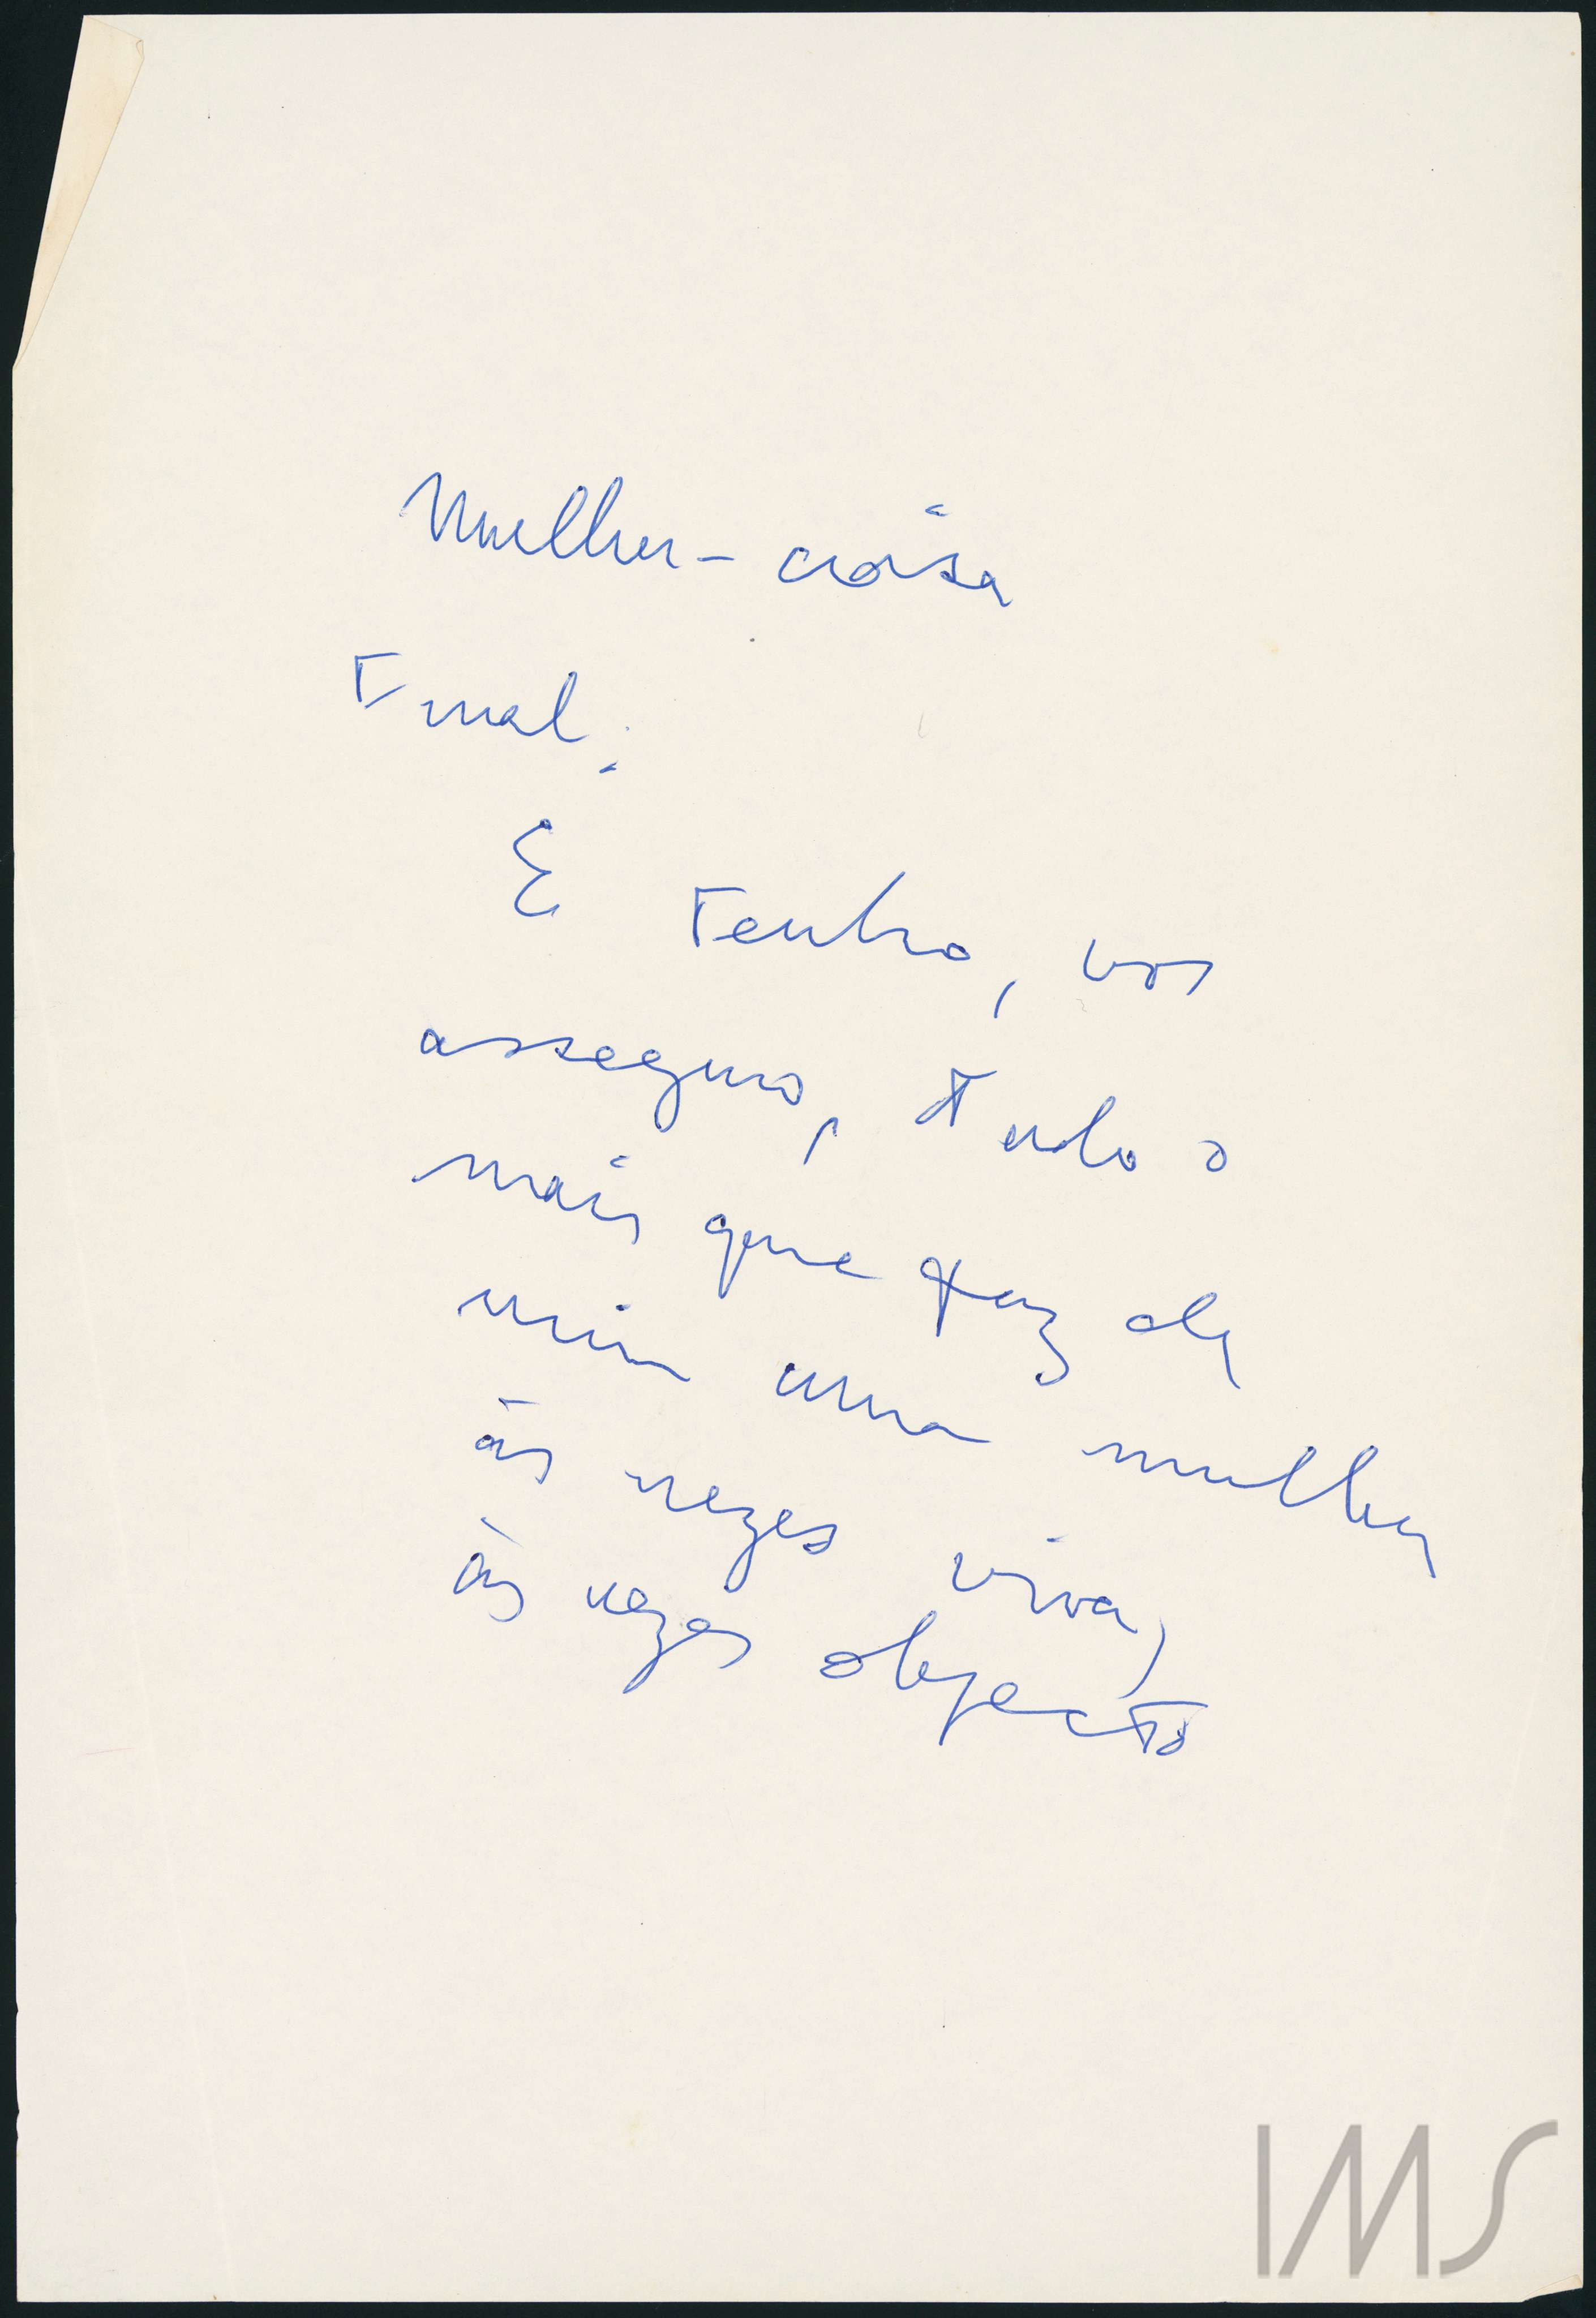 Mulher-coisa
Final:
E tenho, vos
asseguro, tudo o
mais que faz de
mim uma mulher
às vezes viva,
às vezes objecto
IMS